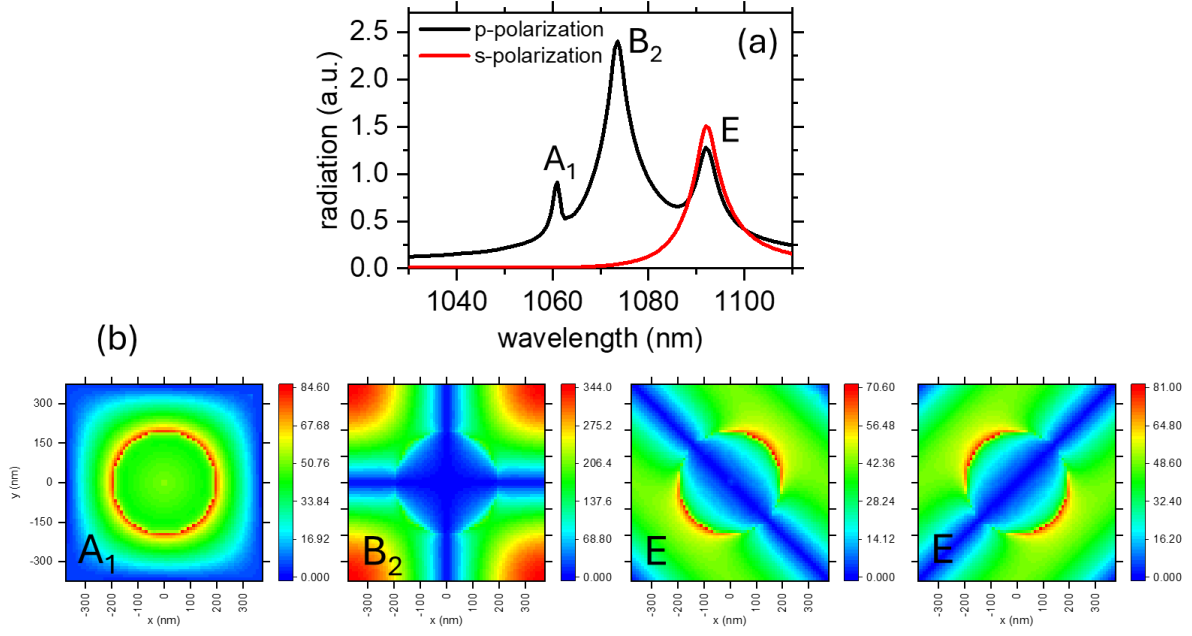 (a)
p-polarization
s-polarization
A1
B2
E
radiation (a.u.)
2.5
2.0
1.5
1.0
0.5
0.0
1040 1060 1080 1100
wavelength (nm)
(b)
y (nm)
300
150
0
-150
-300
A1
-300 -200 -100 0 100 200 300
x (nm)
84.60
67.68
50.76
33.84
16.92
0.000
B2
-300 -200 -100 0 100 200 300
x (nm)
344.0
275.2
206.4
137.6
68.80
0.000
E
-300 -200 -100 0 100 200 300
x (nm)
70.60
56.48
42.36
28.24
14.12
0.000
E
-300 -200 -100 0 100 200 300
x (nm)
81.00
64.80
48.60
32.40
16.20
0.000